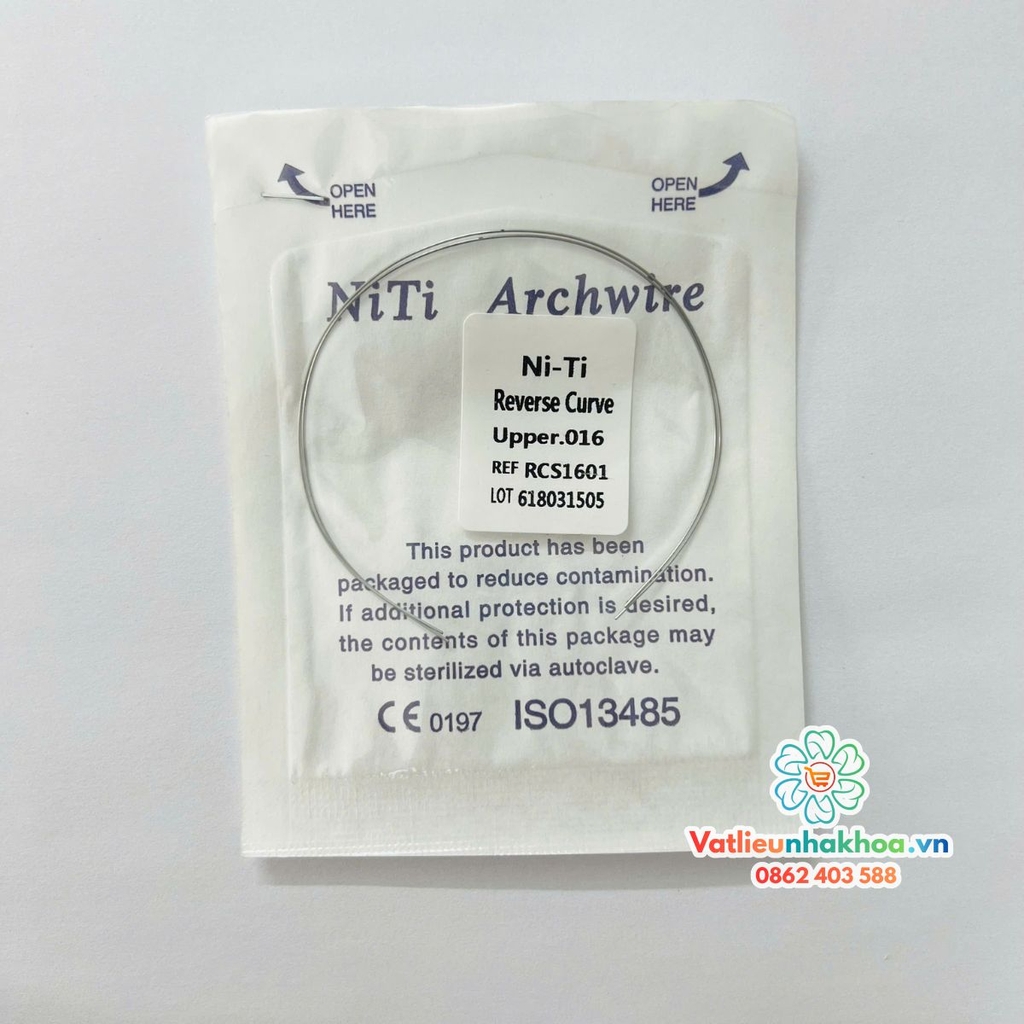 OPEN
HERE
OPEN
HERE
NiTi Archwire
Ni-Ti
Reverse Curve
Upper.016
REF RCS1601
LOT 618031505
This product has been
packaged to reduce contamination.
If additional protection is desired,
the contents of this package may
be sterilized via autoclave.
CE 0197 ISO13485
Vatlieunhakhoa.vn
0862 403 588